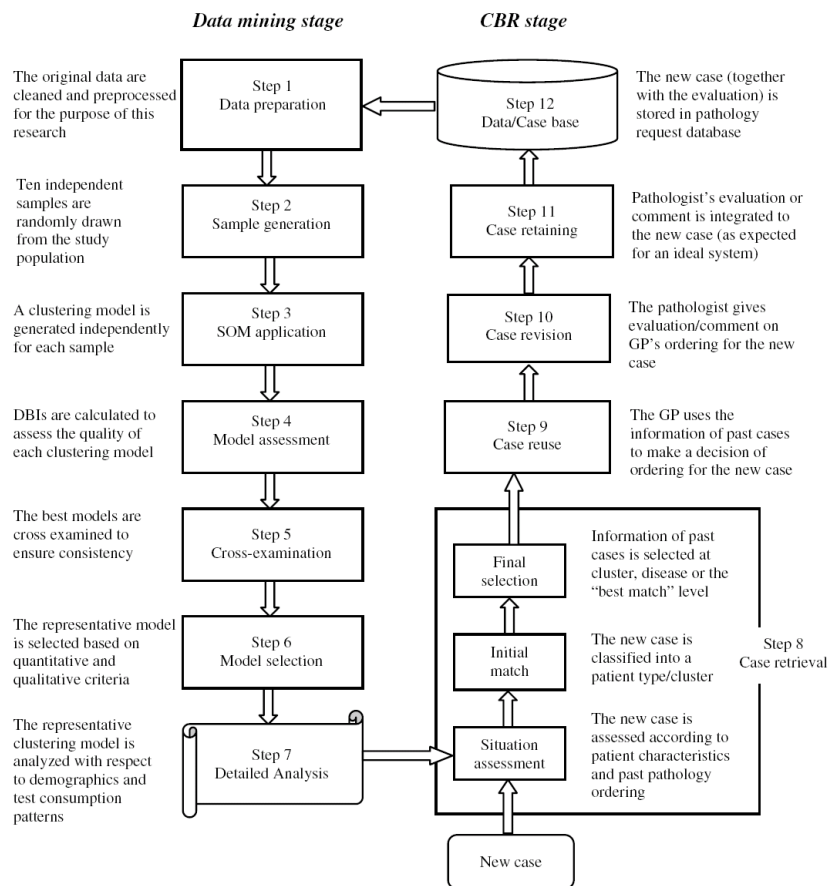 Data mining stage
CBR stage
The original data are
cleaned and preprocessed
for the purpose of this
research
Step 1
Data preparation
Ten independent
samples are
randomly drawn
from the study
population
Step 2
Sample generation
A clustering model is
generated independently
for each sample
Step 3
SOM application
DBIs are calculated to
assess the quality of
each clustering model
Step 4
Model assessment
The best models are
cross examined to
ensure consistency
Step 5
Cross-examination
The representative model
is selected based on
quantitative and
qualitative criteria
Step 6
Model selection
The representative
clustering model is
analyzed with respect
to demographics and
test consumption
patterns
Step 7
Detailed Analysis
Step 12
Data/Case base
The new case (together
with the evaluation) is
stored in pathology
request database
Step 11
Case retaining
Pathologist's evaluation or
comment is integrated to
the new case (as expected
for an ideal system)
Step 10
Case revision
The pathologist gives
evaluation/comment on
GP's ordering for the new
case
Step 9
Case reuse
The GP uses the
information of past cases
to make a decision of
ordering for the new case
Final
selection
Information of past
cases is selected at
cluster, disease or the
“best match” level
Initial
match
The new case is
classified into a
patient type/cluster
Step 8
Case retrieval
Situation
assessment
The new case is
assessed according to
patient characteristics
and past pathology
ordering
New case